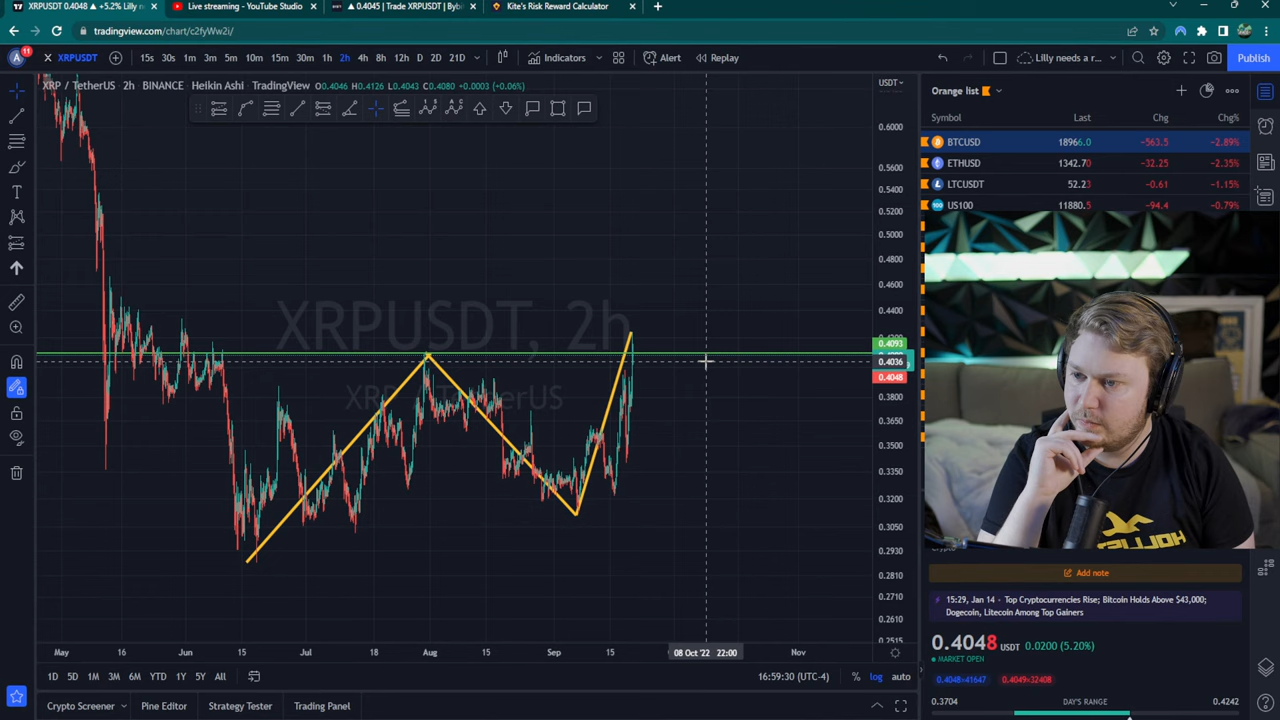 XRPUSDT 0.4048 ▲ +5.2% Lilly n
Live streaming - YouTube Studio
▲ 0.4045 | Trade XRPUSDT | Byb
Kite's Risk Reward Calculator
tradingview.com/chart/c2fyWw2i/
A 11 XRPUSDT 15s 30s 1m 3m 5m 10m 15m 30m 1h 2h 4h 8h 12h D 2D 21D Indicators Alert Replay Lilly needs a r... Publish
XRP / TetherUS 2h BINANCE Heikin Ashi TradingView O0.4046 H0.4126 L0.4043 C0.4080 +0.0003 (+0.06%)
USDT
XRPUSDT, 2h
XRP / TetherUS
0.6000
0.5600
0.5400
0.5200
0.5000
0.4800
0.4600
0.4400
0.4093
0.4036
0.4048
0.3800
0.3650
0.3500
0.3350
0.3200
0.3050
0.2930
0.2810
0.2710
0.2610
0.2515
May 16 Jun 15 Jul 18 Aug 15 Sep 15 08 Oct '22 22:00 Nov
1D 5D 1M 3M 6M YTD 1Y 5Y All 16:59:30 (UTC-4) % log auto
Crypto Screener Pine Editor Strategy Tester Trading Panel
Orange list
Symbol Last Chg Chg%
BTCUSD 18966.0 −563.5 −2.89%
ETHUSD 1342.70 −32.25 −2.35%
LTCUSDT 52.23 −0.61 −1.15%
US100 11880.5 −94.4 −0.79%
Add note
15:29, Jan 14 · Top Cryptocurrencies Rise; Bitcoin Holds Above $43,000;
Dogecoin, Litecoin Among Top Gainers
0.4048 USDT 0.0200 (5.20%)
MARKET OPEN
0.4048×41647 0.4049×32408
0.3704 DAY'S RANGE 0.4242